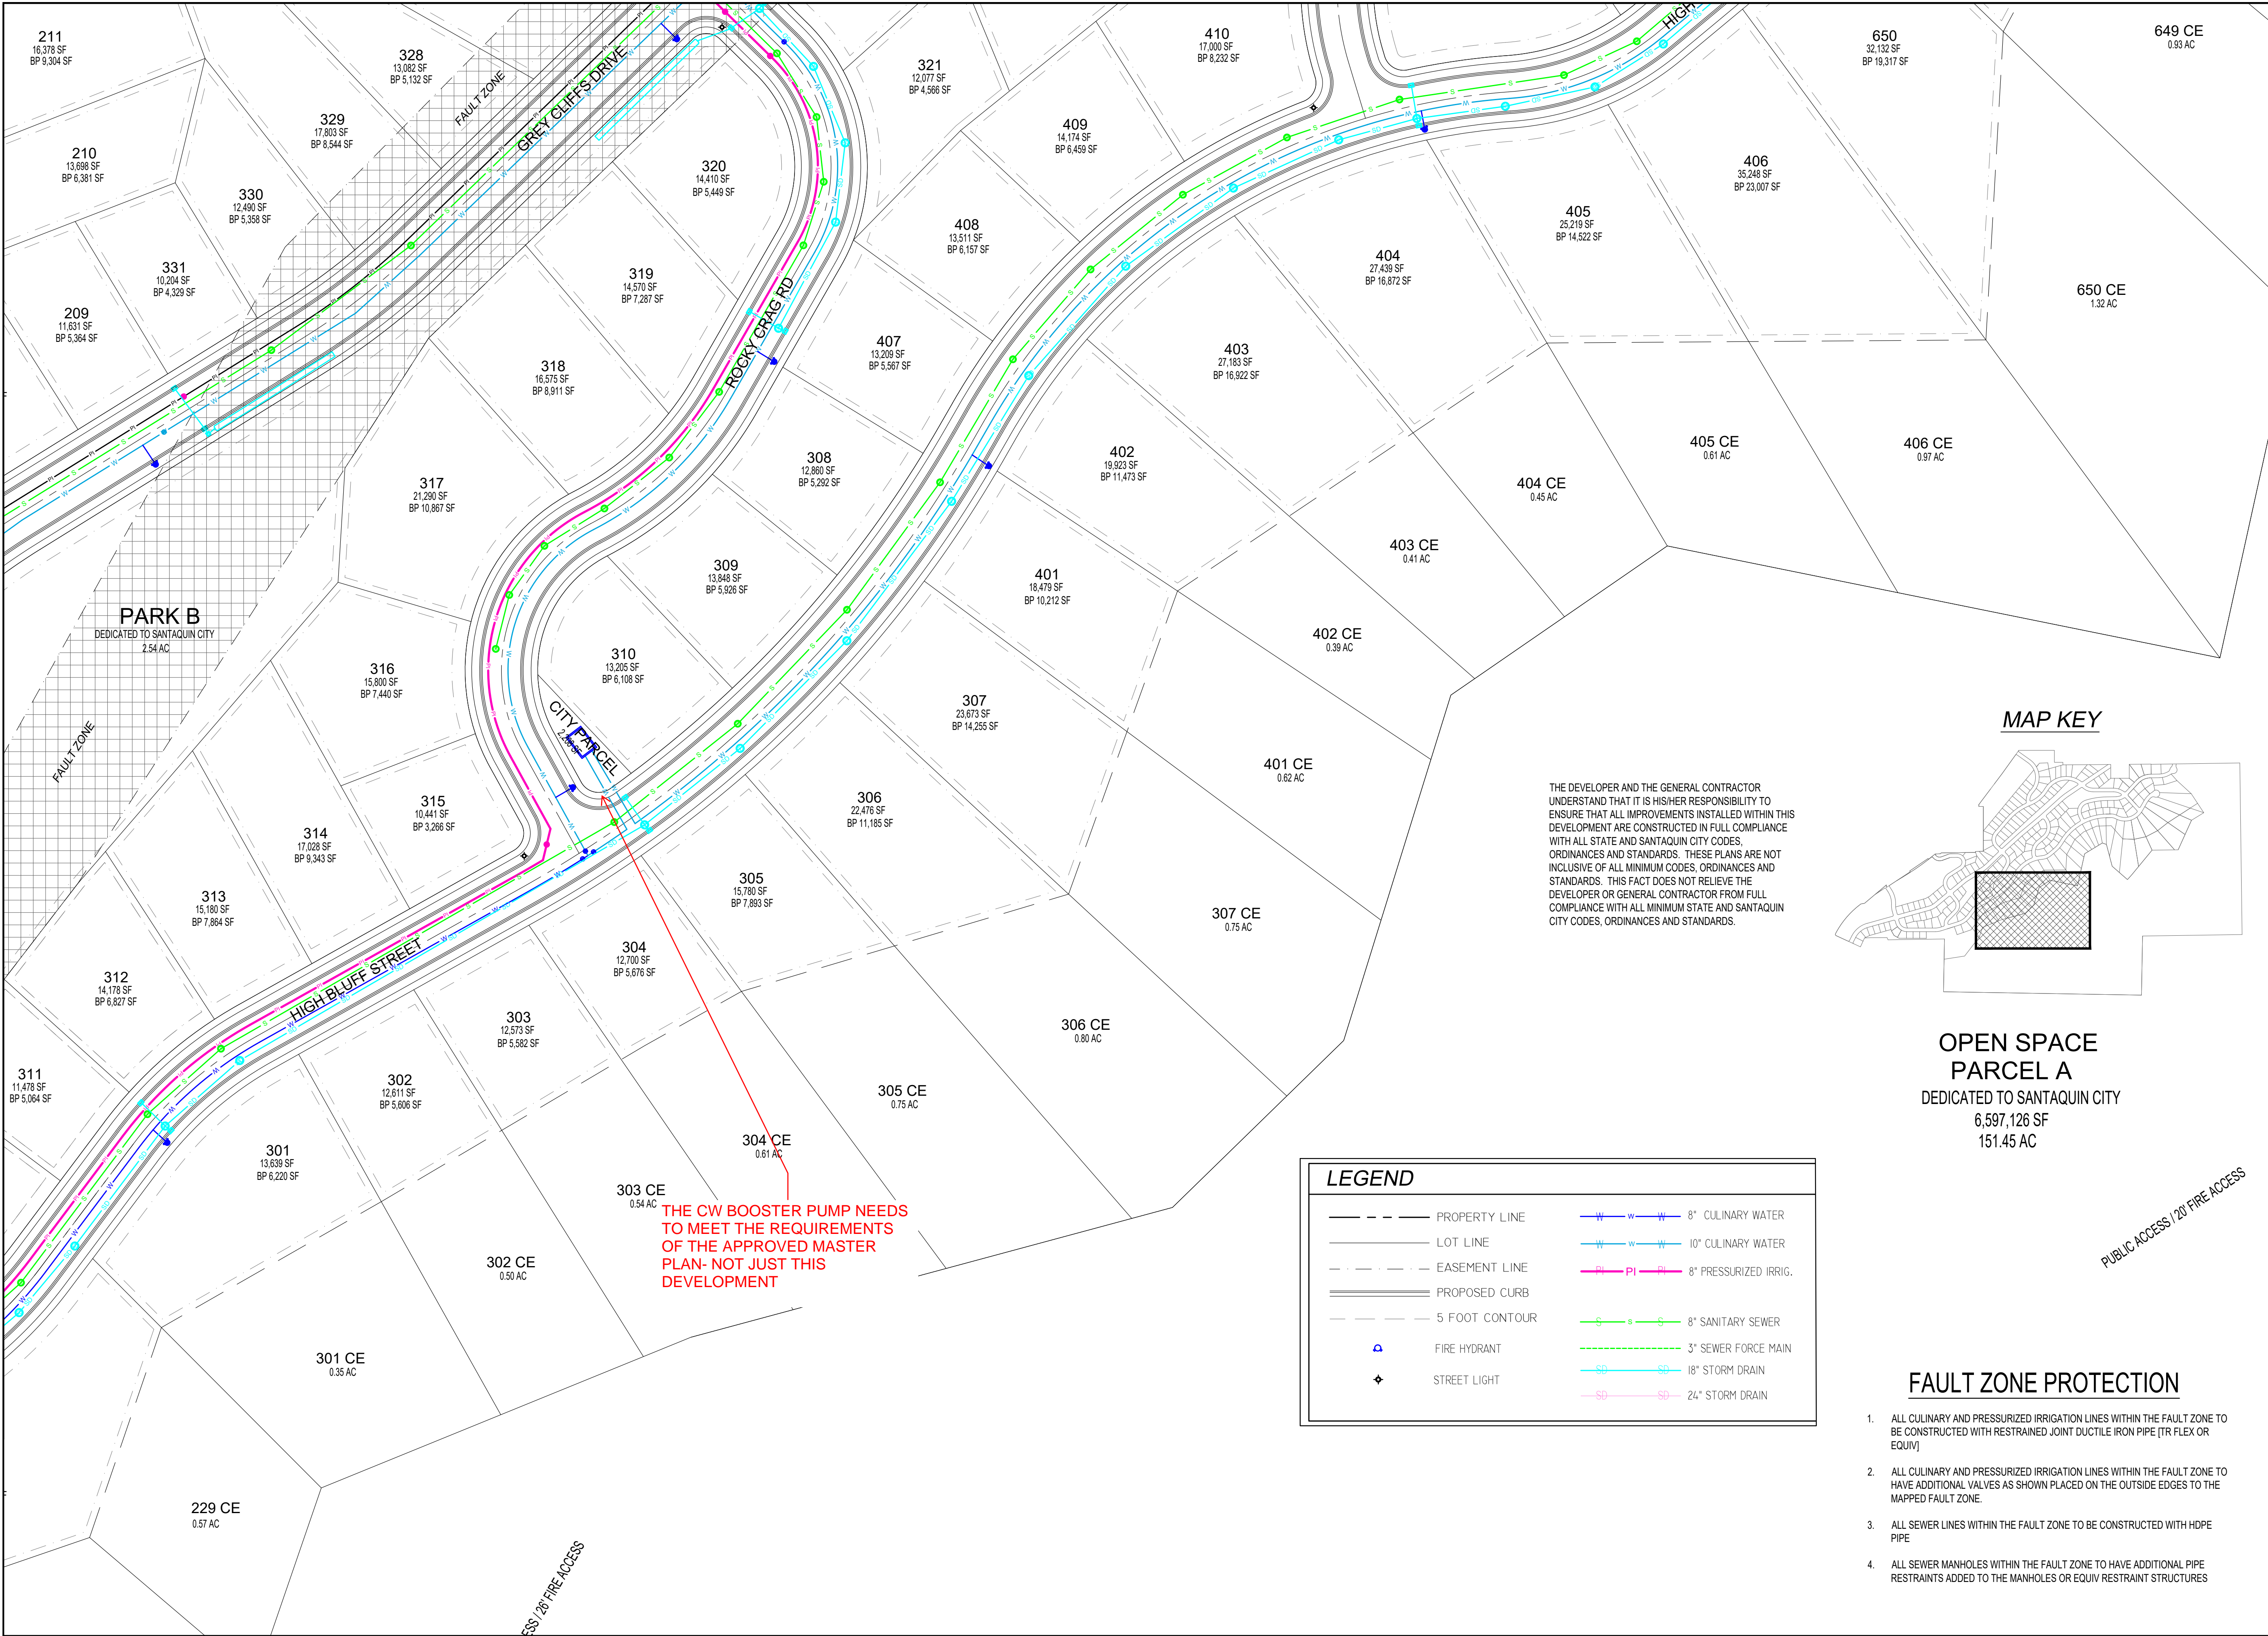 211
16,378 SF
BP 9,304 SF
328
13,082 SF
BP 5,132 SF
FAULT ZONE
GREY CLIFFS DRIVE
321
12,077 SF
BP 4,566 SF
410
17,000 SF
BP 8,232 SF
HIGH
650
32,132 SF
BP 19,317 SF
649 CE
0.93 AC
329
17,803 SF
BP 8,544 SF
210
13,698 SF
BP 6,381 SF
330
12,490 SF
BP 5,358 SF
320
14,410 SF
BP 5,449 SF
409
14,174 SF
BP 6,459 SF
406
35,248 SF
BP 23,007 SF
405
25,219 SF
BP 14,522 SF
408
13,511 SF
BP 6,157 SF
404
27,439 SF
BP 16,872 SF
331
10,204 SF
BP 4,329 SF
319
14,570 SF
BP 7,287 SF
650 CE
1.32 AC
209
11,631 SF
BP 5,364 SF
ROCKY CRAG RD
407
13,209 SF
BP 5,567 SF
403
27,183 SF
BP 16,922 SF
318
16,575 SF
BP 8,911 SF
402
19,923 SF
BP 11,473 SF
405 CE
0.61 AC
406 CE
0.97 AC
308
12,860 SF
BP 5,292 SF
317
21,290 SF
BP 10,867 SF
404 CE
0.45 AC
403 CE
0.41 AC
309
13,848 SF
BP 5,926 SF
401
18,479 SF
BP 10,212 SF
PARK B
DEDICATED TO SANTAQUIN CITY
2.54 AC
402 CE
0.39 AC
310
13,205 SF
BP 6,108 SF
316
15,800 SF
BP 7,440 SF
307
23,673 SF
BP 14,255 SF
CITY PARCEL
FAULT ZONE
401 CE
0.62 AC
306
22,476 SF
BP 11,185 SF
315
10,441 SF
BP 3,266 SF
314
17,028 SF
BP 9,343 SF
313
15,180 SF
BP 7,864 SF
305
15,780 SF
BP 7,893 SF
307 CE
0.75 AC
304
12,700 SF
BP 5,676 SF
312
14,178 SF
BP 6,827 SF
HIGH BLUFF STREET
303
12,573 SF
BP 5,582 SF
306 CE
0.80 AC
311
11,478 SF
BP 5,064 SF
302
12,611 SF
BP 5,606 SF
305 CE
0.75 AC
301
13,639 SF
BP 6,220 SF
304 CE
0.61 AC
303 CE
0.54 AC
THE CW BOOSTER PUMP NEEDS
TO MEET THE REQUIREMENTS
OF THE APPROVED MASTER
PLAN- NOT JUST THIS
DEVELOPMENT
302 CE
0.50 AC
301 CE
0.35 AC
229 CE
0.57 AC
ESS / 26' FIRE ACCESS
MAP KEY
THE DEVELOPER AND THE GENERAL CONTRACTOR
UNDERSTAND THAT IT IS HIS/HER RESPONSIBILITY TO
ENSURE THAT ALL IMPROVEMENTS INSTALLED WITHIN THIS
DEVELOPMENT ARE CONSTRUCTED IN FULL COMPLIANCE
WITH ALL STATE AND SANTAQUIN CITY CODES,
ORDINANCES AND STANDARDS. THESE PLANS ARE NOT
INCLUSIVE OF ALL MINIMUM CODES, ORDINANCES AND
STANDARDS. THIS FACT DOES NOT RELIEVE THE
DEVELOPER OR GENERAL CONTRACTOR FROM FULL
COMPLIANCE WITH ALL MINIMUM STATE AND SANTAQUIN
CITY CODES, ORDINANCES AND STANDARDS.
OPEN SPACE
PARCEL A
DEDICATED TO SANTAQUIN CITY
6,597,126 SF
151.45 AC
PUBLIC ACCESS / 20' FIRE ACCESS
LEGEND
PROPERTY LINE
LOT LINE
EASEMENT LINE
PROPOSED CURB
5 FOOT CONTOUR
FIRE HYDRANT
STREET LIGHT
W W W 8" CULINARY WATER
W W W 10" CULINARY WATER
PI PI PI 8" PRESSURIZED IRRIG.
S S S 8" SANITARY SEWER
3" SEWER FORCE MAIN
SD SD 18" STORM DRAIN
SD SD 24" STORM DRAIN
FAULT ZONE PROTECTION
1. ALL CULINARY AND PRESSURIZED IRRIGATION LINES WITHIN THE FAULT ZONE TO
BE CONSTRUCTED WITH RESTRAINED JOINT DUCTILE IRON PIPE [TR FLEX OR
EQUIV]
2. ALL CULINARY AND PRESSURIZED IRRIGATION LINES WITHIN THE FAULT ZONE TO
HAVE ADDITIONAL VALVES AS SHOWN PLACED ON THE OUTSIDE EDGES TO THE
MAPPED FAULT ZONE.
3. ALL SEWER LINES WITHIN THE FAULT ZONE TO BE CONSTRUCTED WITH HDPE
PIPE
4. ALL SEWER MANHOLES WITHIN THE FAULT ZONE TO HAVE ADDITIONAL PIPE
RESTRAINTS ADDED TO THE MANHOLES OR EQUIV RESTRAINT STRUCTURES